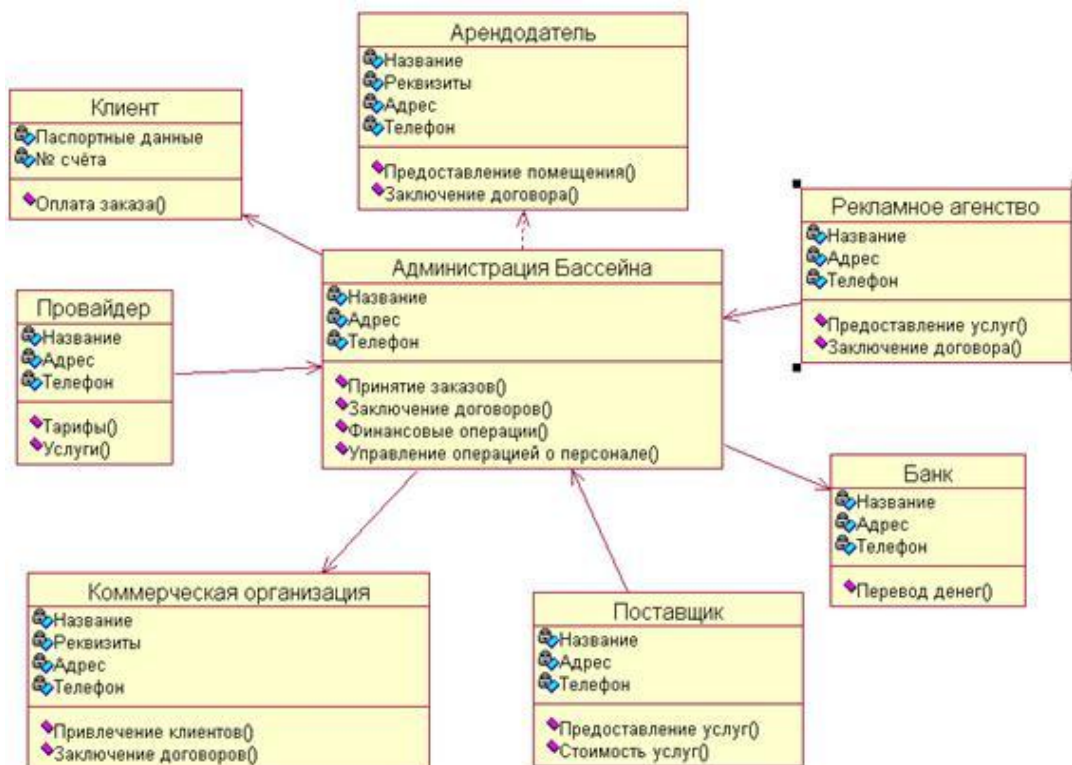 Арендодатель
Название
Реквизиты
Адрес
Телефон
Предоставление помещения()
Заключение договора()
Клиент
Паспортные данные
№ счёта
Оплата заказа()
Рекламное агенство
Название
Адрес
Телефон
Предоставление услуг()
Заключение договора()
Администрация Бассейна
Название
Адрес
Телефон
Принятие заказов()
Заключение договоров()
Финансовые операции()
Управление операцией о персонале()
Провайдер
Название
Адрес
Телефон
Тарифы()
Услуги()
Банк
Название
Адрес
Телефон
Перевод денег()
Коммерческая организация
Название
Реквизиты
Адрес
Телефон
Привлечение клиентов()
Заключение договоров()
Поставщик
Название
Адрес
Телефон
Предоставление услуг()
Стоимость услуг()